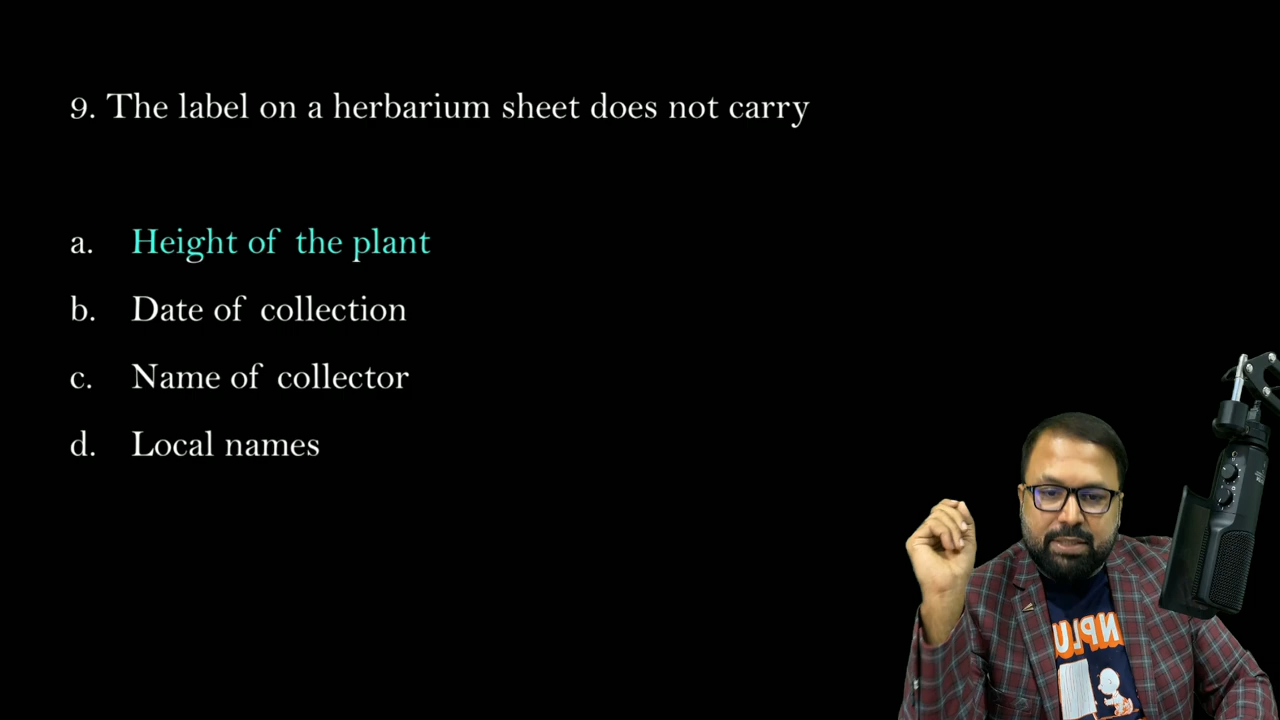 9. The label on a herbarium sheet does not carry
a. Height of the plant
b. Date of collection
c. Name of collector
d. Local names